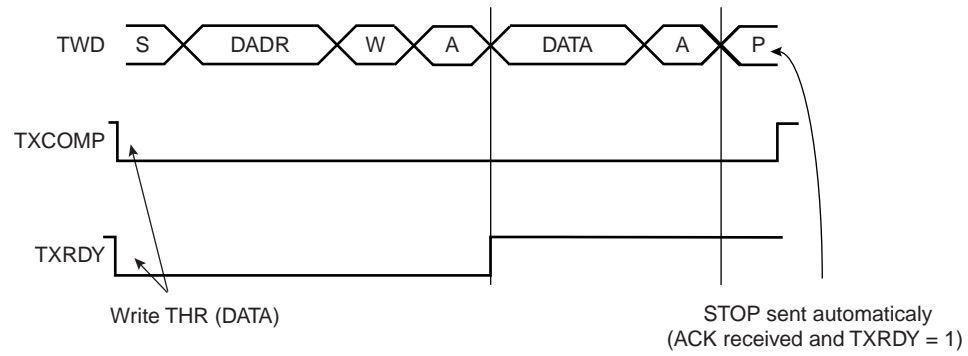 TWD S DADR W A DATA A P
TXCOMP
TXRDY
Write THR (DATA)
STOP sent automaticaly
(ACK received and TXRDY = 1)